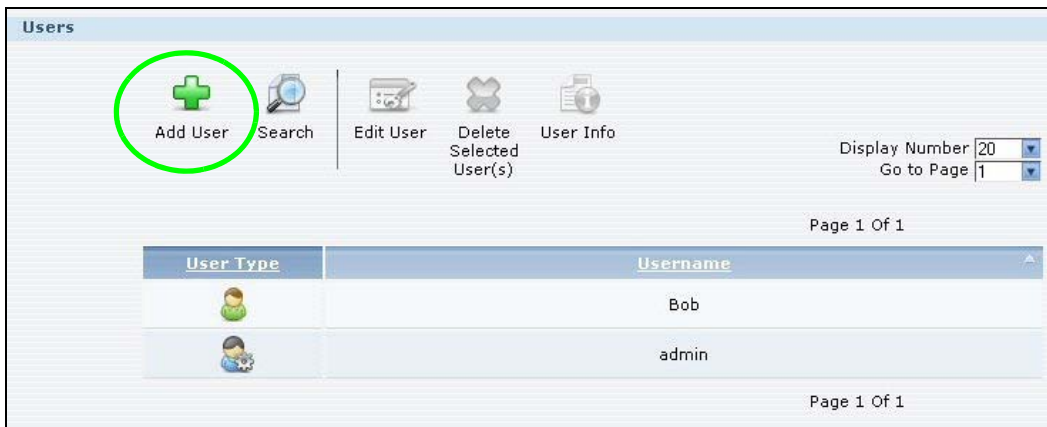 Users
Add User Search Edit User Delete Selected User(s) User Info
Display Number 20
Go to Page 1
Page 1 Of 1
User Type Username
Bob
admin
Page 1 Of 1